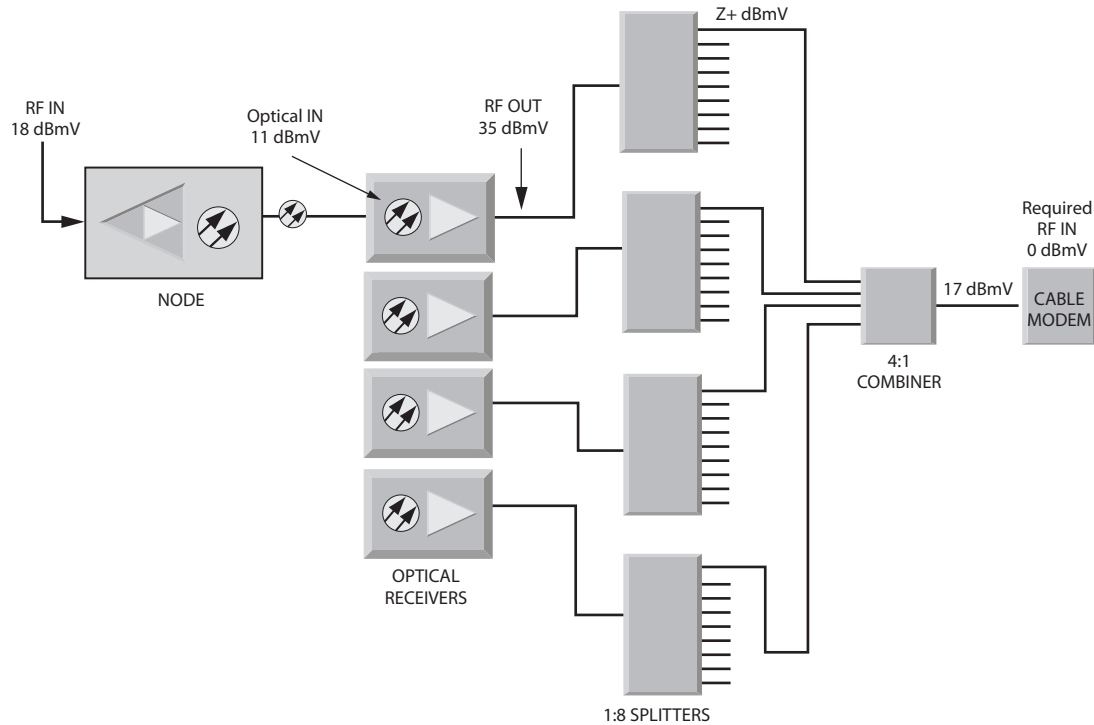 Z+ dBmV
RF IN
18 dBmV
Optical IN
11 dBmV
RF OUT
35 dBmV
NODE
Required
RF IN
0 dBmV
17 dBmV
CABLE
MODEM
4:1
COMBINER
OPTICAL
RECEIVERS
1:8 SPLITTERS